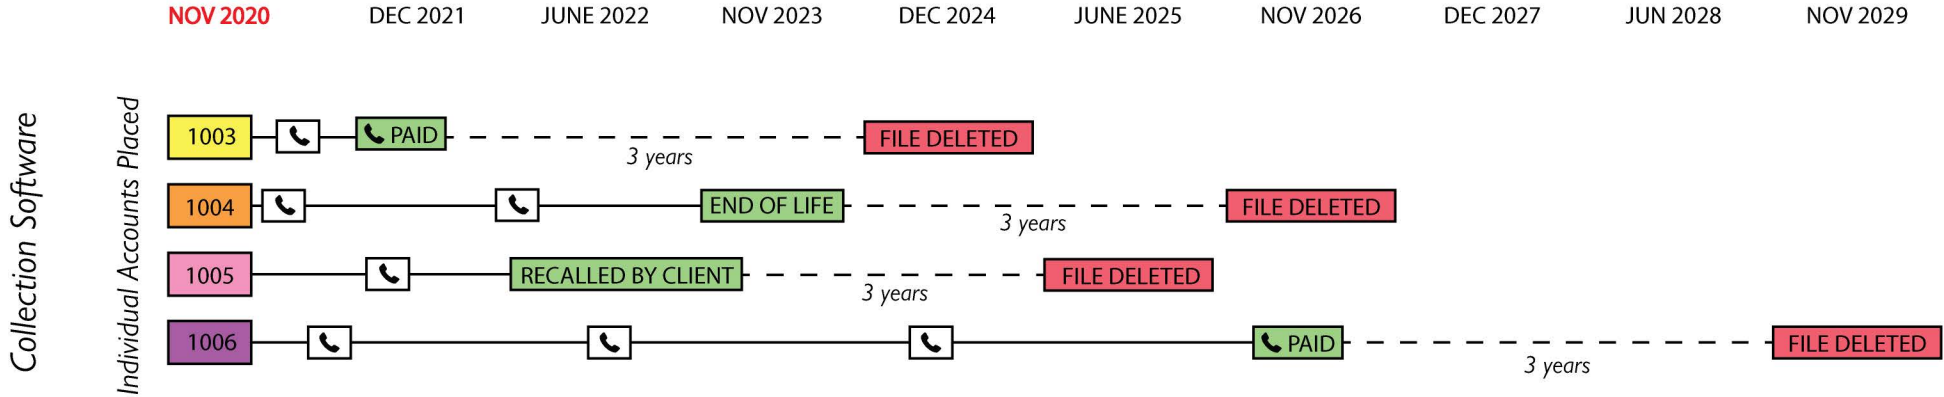 NOV 2020 DEC 2021 JUNE 2022 NOV 2023 DEC 2024 JUNE 2025 NOV 2026 DEC 2027 JUN 2028 NOV 2029
Collection Software
Individual Accounts Placed
1003 PAID 3 years FILE DELETED
1004 END OF LIFE 3 years FILE DELETED
1005 RECALLED BY CLIENT 3 years FILE DELETED
1006 PAID 3 years FILE DELETED